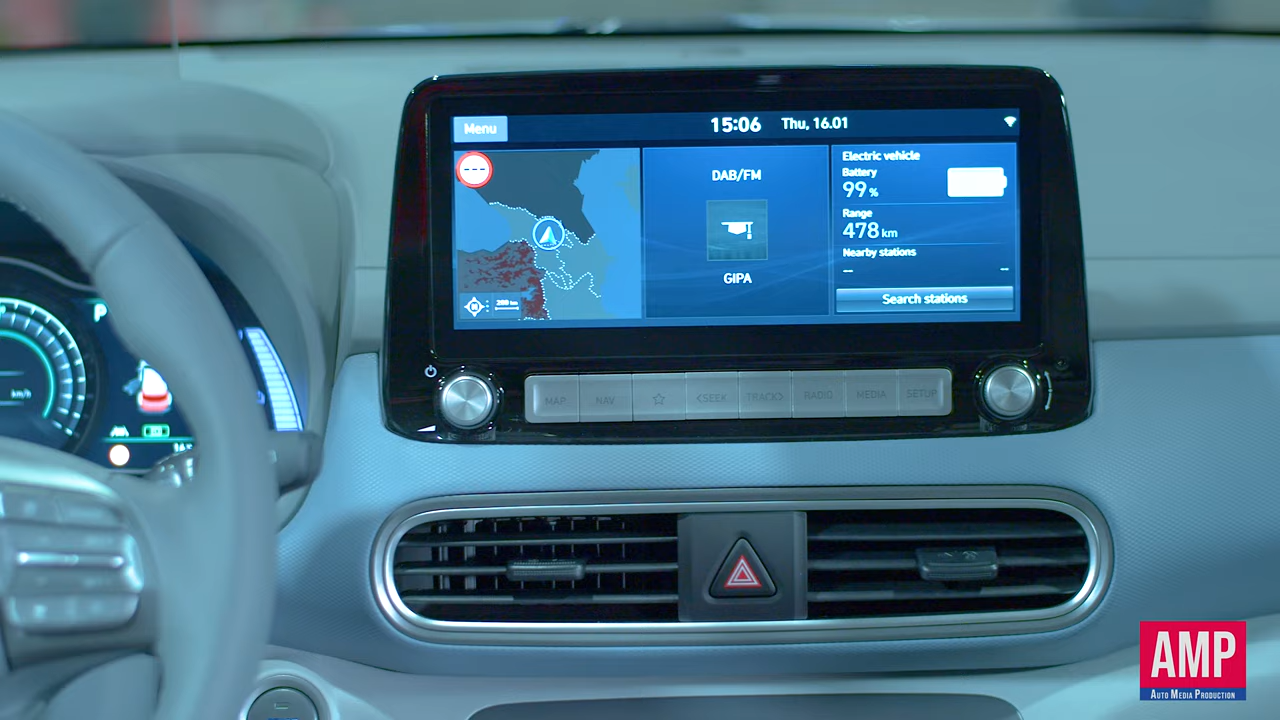 Menu
15:06 Thu, 16.01
DAB/FM
GIPA
Electric vehicle
Battery
99 %
Range
478 km
Nearby stations
-- --
Search stations
---
MAP NAV <SEEK TRACK> RADIO MEDIA SETUP
P
km/h
AMP
AUTO MEDIA PRODUCTION